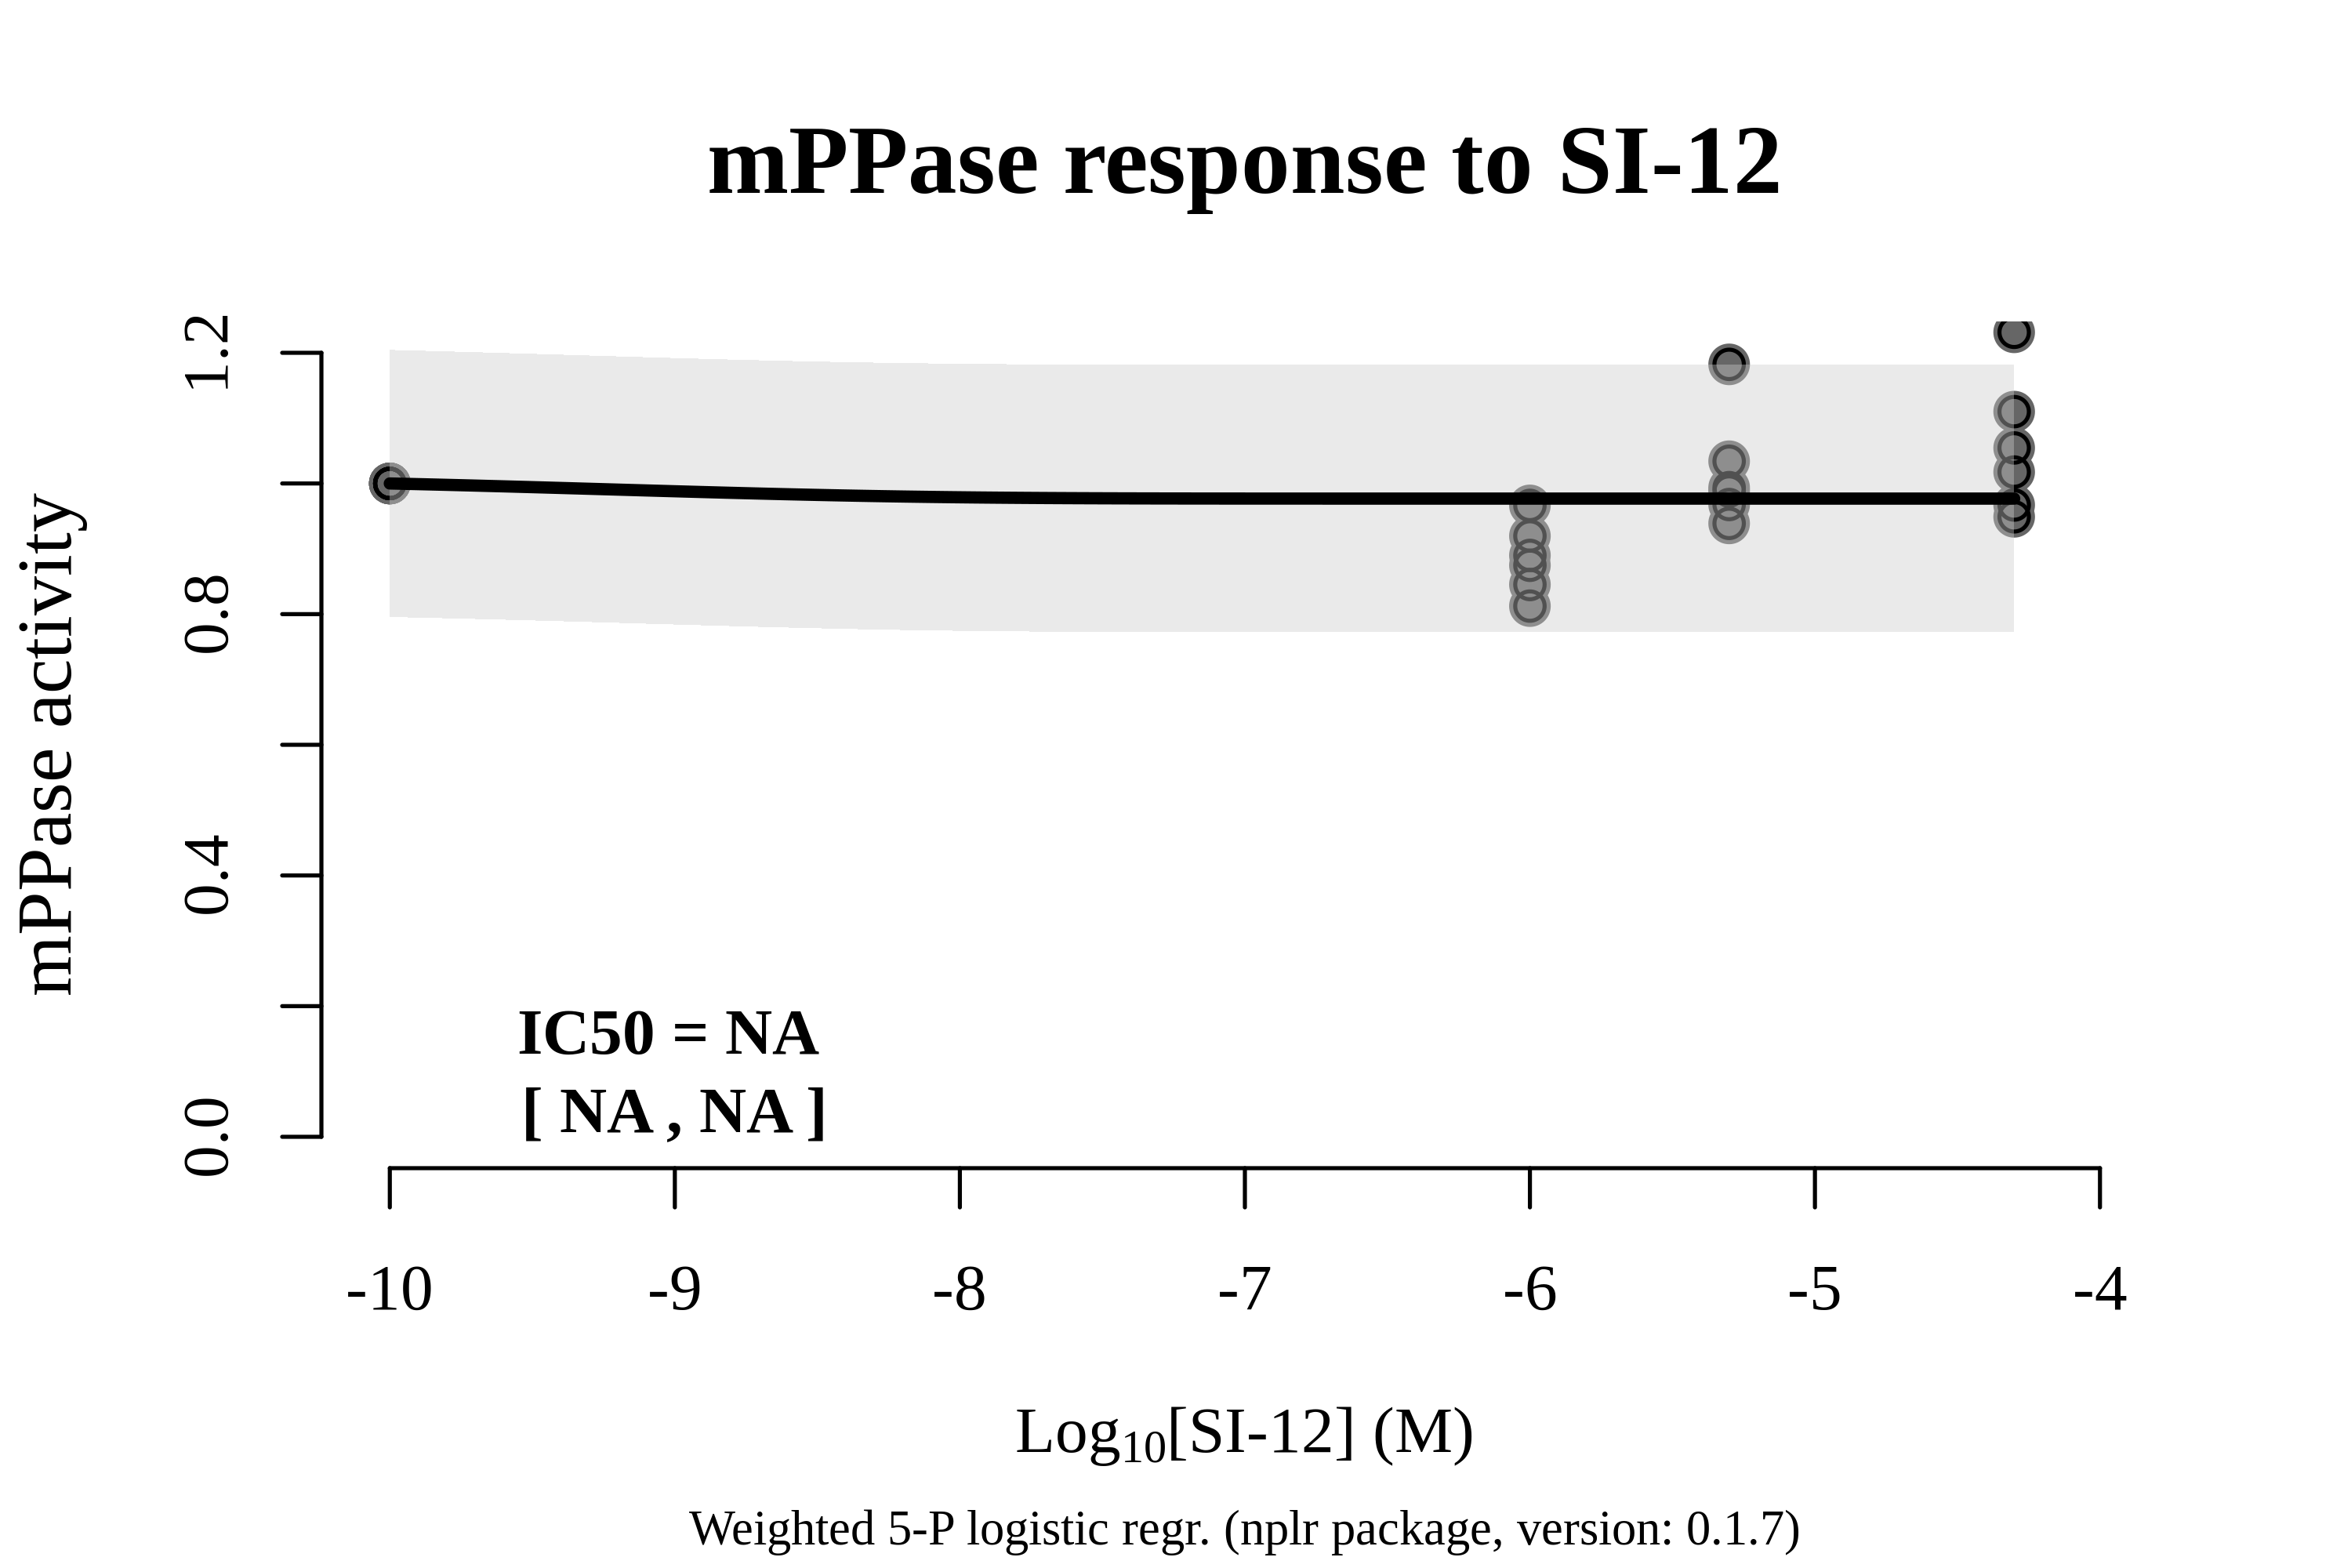 mPPase response to SI-12
mPPase activity
1.2
0.8
0.4
0.0
IC50 = NA
[ NA , NA ]
-10 -9 -8 -7 -6 -5 -4
Log10[SI-12] (M)
Weighted 5-P logistic regr. (nplr package, version: 0.1.7)